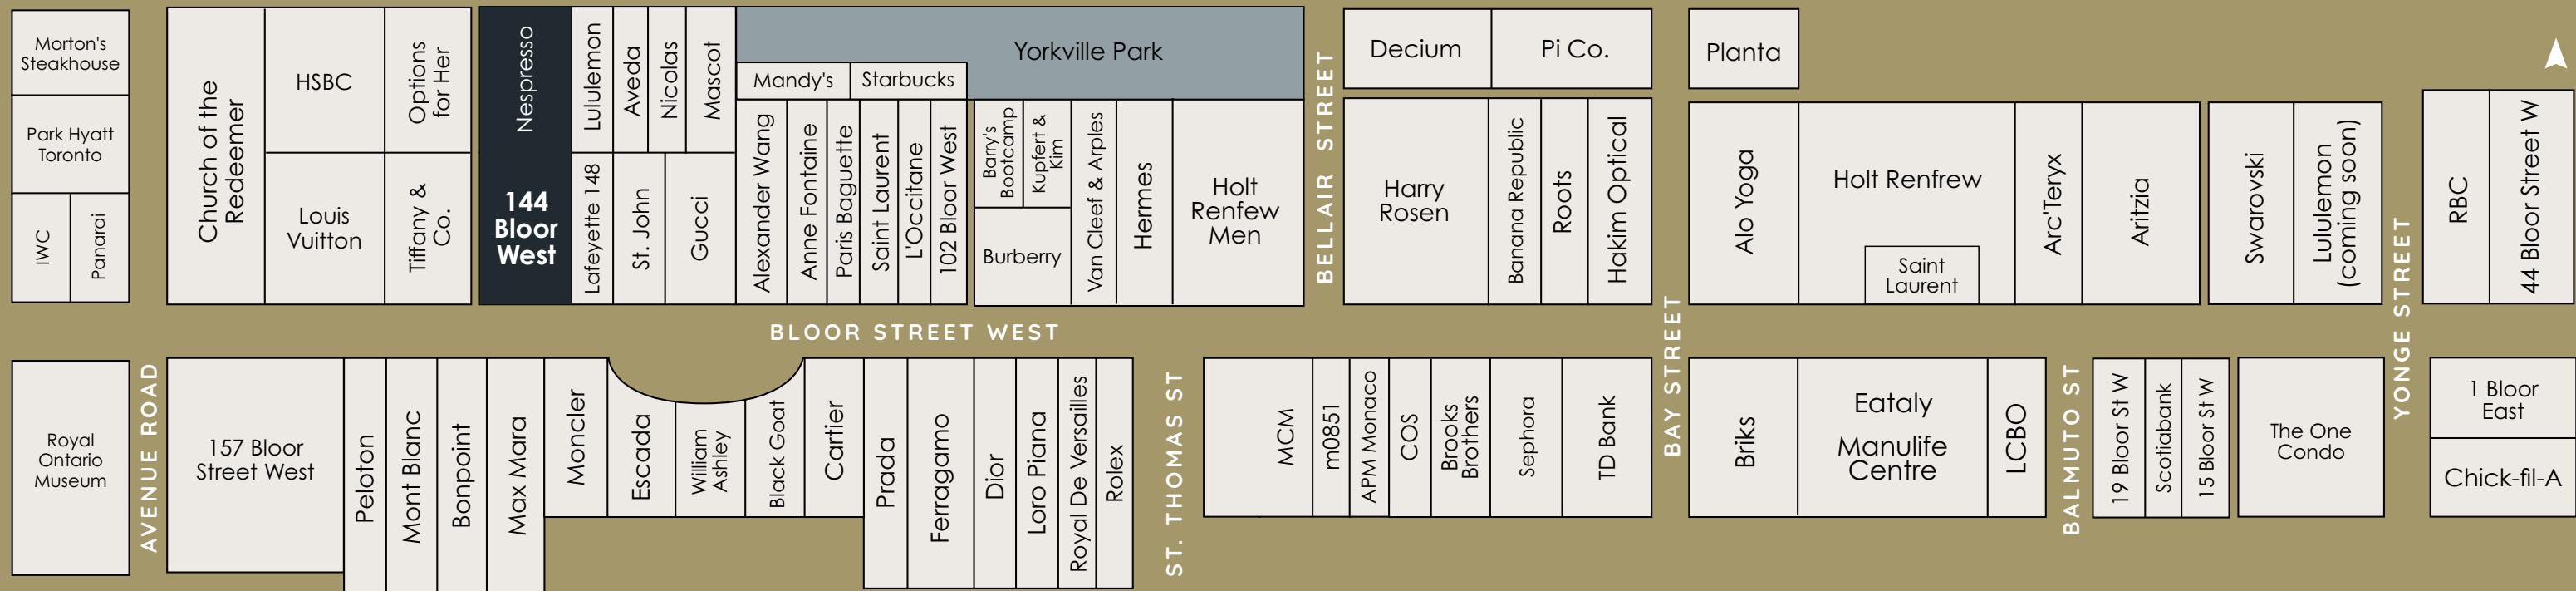 Morton's
Steakhouse
Park Hyatt
Toronto
IWC
Panarai
Church of the
Redeemer
HSBC
Options
for Her
Louis
Vuitton
Tiffany &
Co.
Nespresso
144
Bloor
West
Lululemon
Aveda
Nicolas
Mascot
Lafeyette 148
St. John
Gucci
Yorkville Park
Mandy's
Starbucks
Alexander Wang
Anne Fontaine
Paris Baguette
Saint Laurent
L'Occitane
102 Bloor West
Barry's
Bootcamp
Kupfert &
Kim
Burberry
Van Cleef & Arples
Hermes
Holt
Renfew
Men
BELLAIR STREET
Decium
Pi Co.
Harry
Rosen
Banana Republic
Roots
Hakim Optical
Planta
Alo Yoga
Holt Renfrew
Saint
Laurent
Arc'Teryx
Aritzia
Swarovski
Lululemon
(coming soon)
YONGE STREET
RBC
44 Bloor Street W
BLOOR STREET WEST
Royal
Ontario
Museum
AVENUE ROAD
157 Bloor
Street West
Peloton
Mont Blanc
Bonpoint
Max Mara
Moncler
Escada
William
Ashley
Black Goat
Cartier
Prada
Ferragamo
Dior
Loro Piana
Royal De Versailles
Rolex
ST. THOMAS ST
MCM
m0851
APM Monaco
COS
Brooks
Brothers
Sephora
TD Bank
BAY STREET
Briks
Eataly
Manulife
Centre
LCBO
BALMUTO ST
19 Bloor St W
Scotiabank
15 Bloor St W
The One
Condo
1 Bloor
East
Chick-fil-A